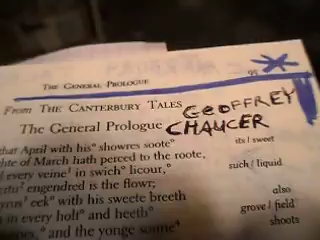 THE GENERAL PROLOGUE
From THE CANTERBURY TALES GEOFFREY
The General Prologue CHAUCER
that April with his° showres soote° its / sweet
of March hath perced to the roote,
every veine° in swich° licour,° such / liquid
engendred is the flowr;
eek° with his sweete breeth also
in every holt° and heeth° grove / field
and the yonge sonne shoots